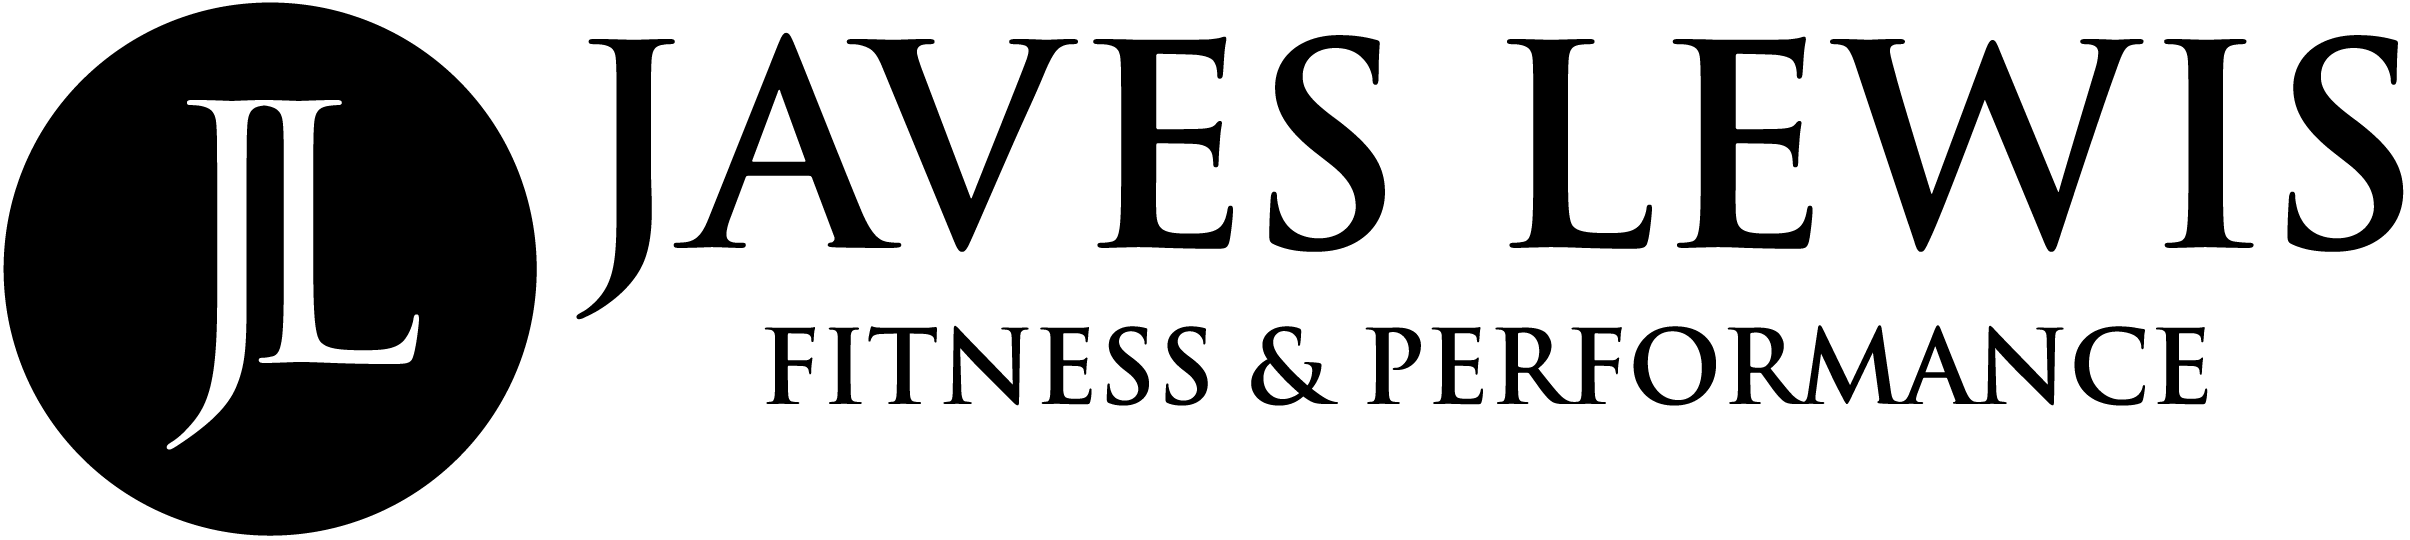 JL
JAVES LEWIS
FITNESS & PERFORMANCE